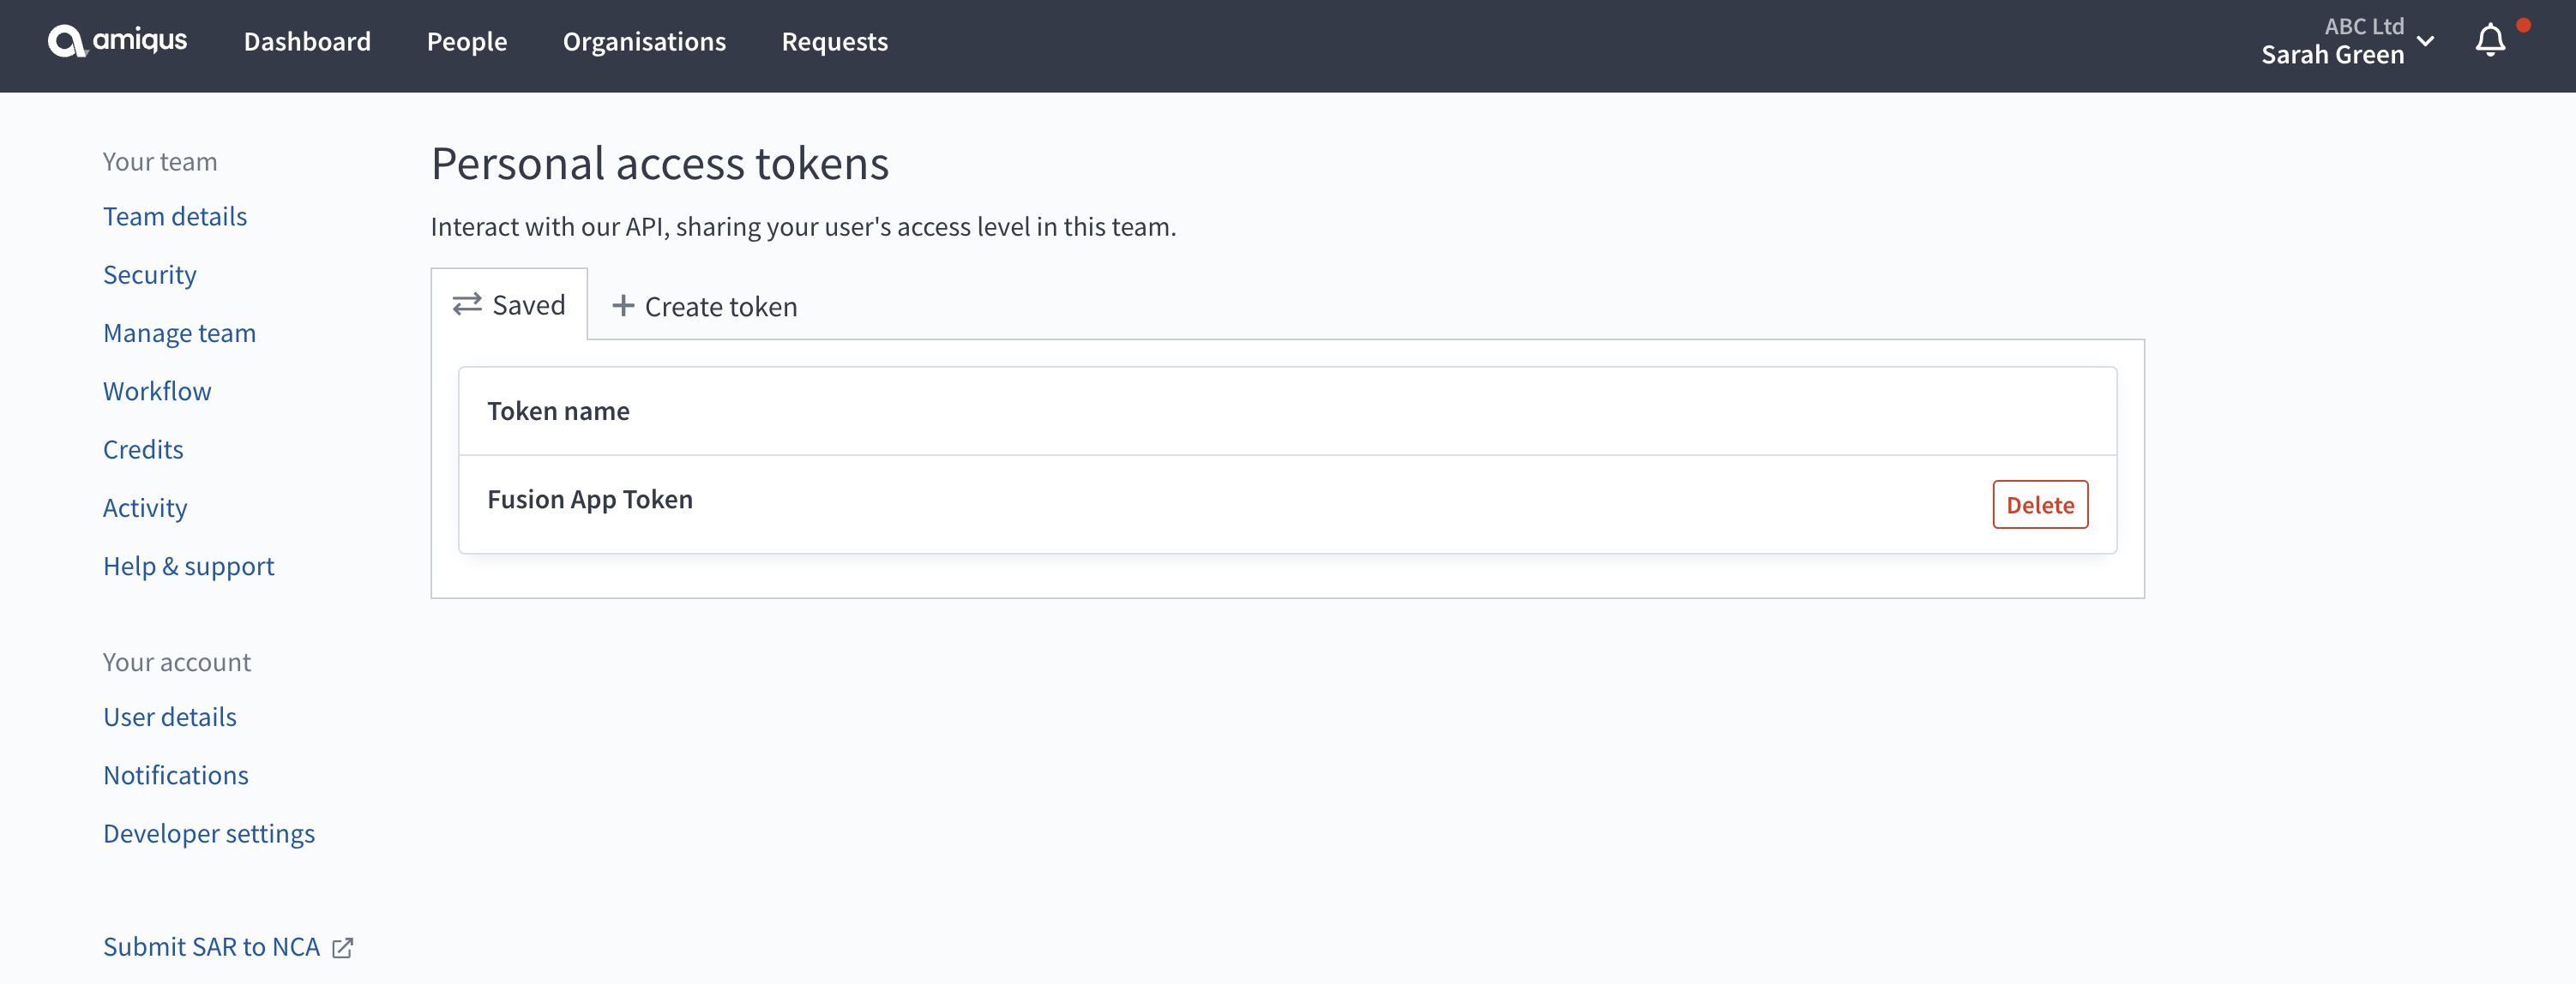 amiqus
Dashboard
People
Organisations
Requests
ABC Ltd
Sarah Green
Your team
Team details
Security
Manage team
Workflow
Credits
Activity
Help & support
Your account
User details
Notifications
Developer settings
Submit SAR to NCA
Personal access tokens
Interact with our API, sharing your user's access level in this team.
Saved
Create token
Token name
Fusion App Token
Delete